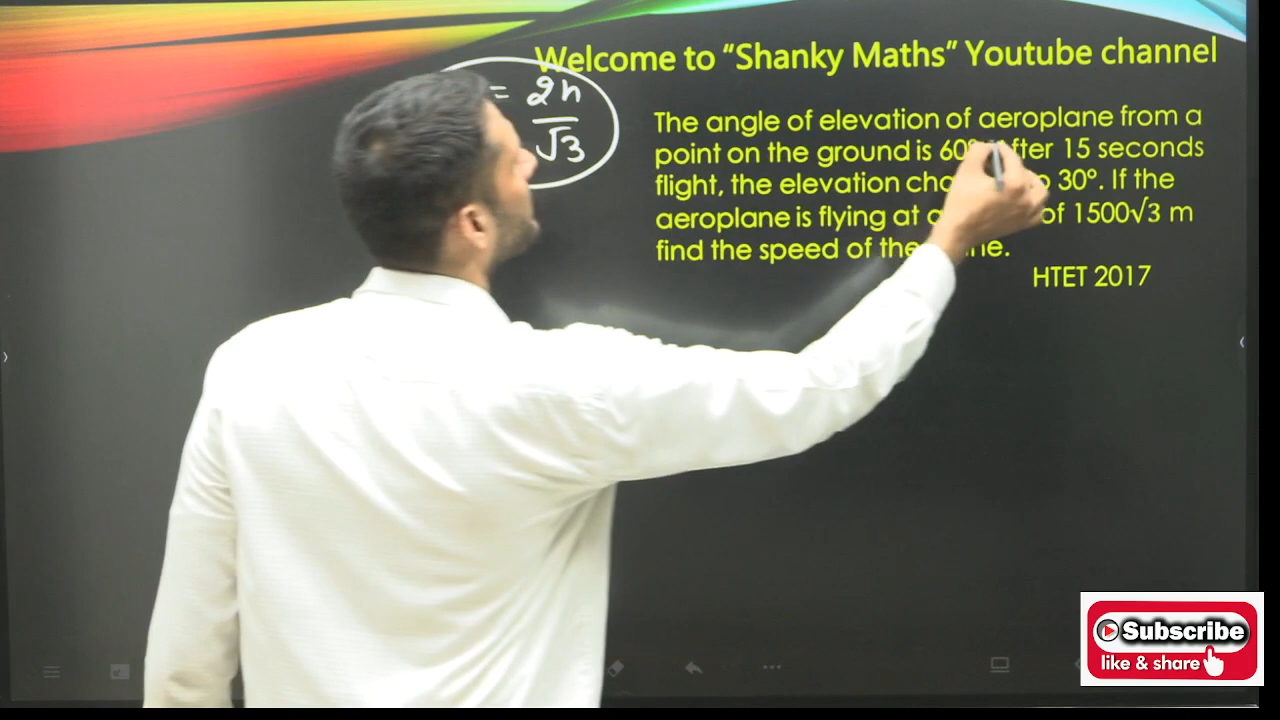 Welcome to “Shanky Maths” Youtube channel
= 2h
√3
The angle of elevation of aeroplane from a
point on the ground is 60° After 15 seconds
flight, the elevation 30°. If the
aeroplane is flying at of 1500√3 m
find the speed of the
HTET 2017
Subscribe
like & share